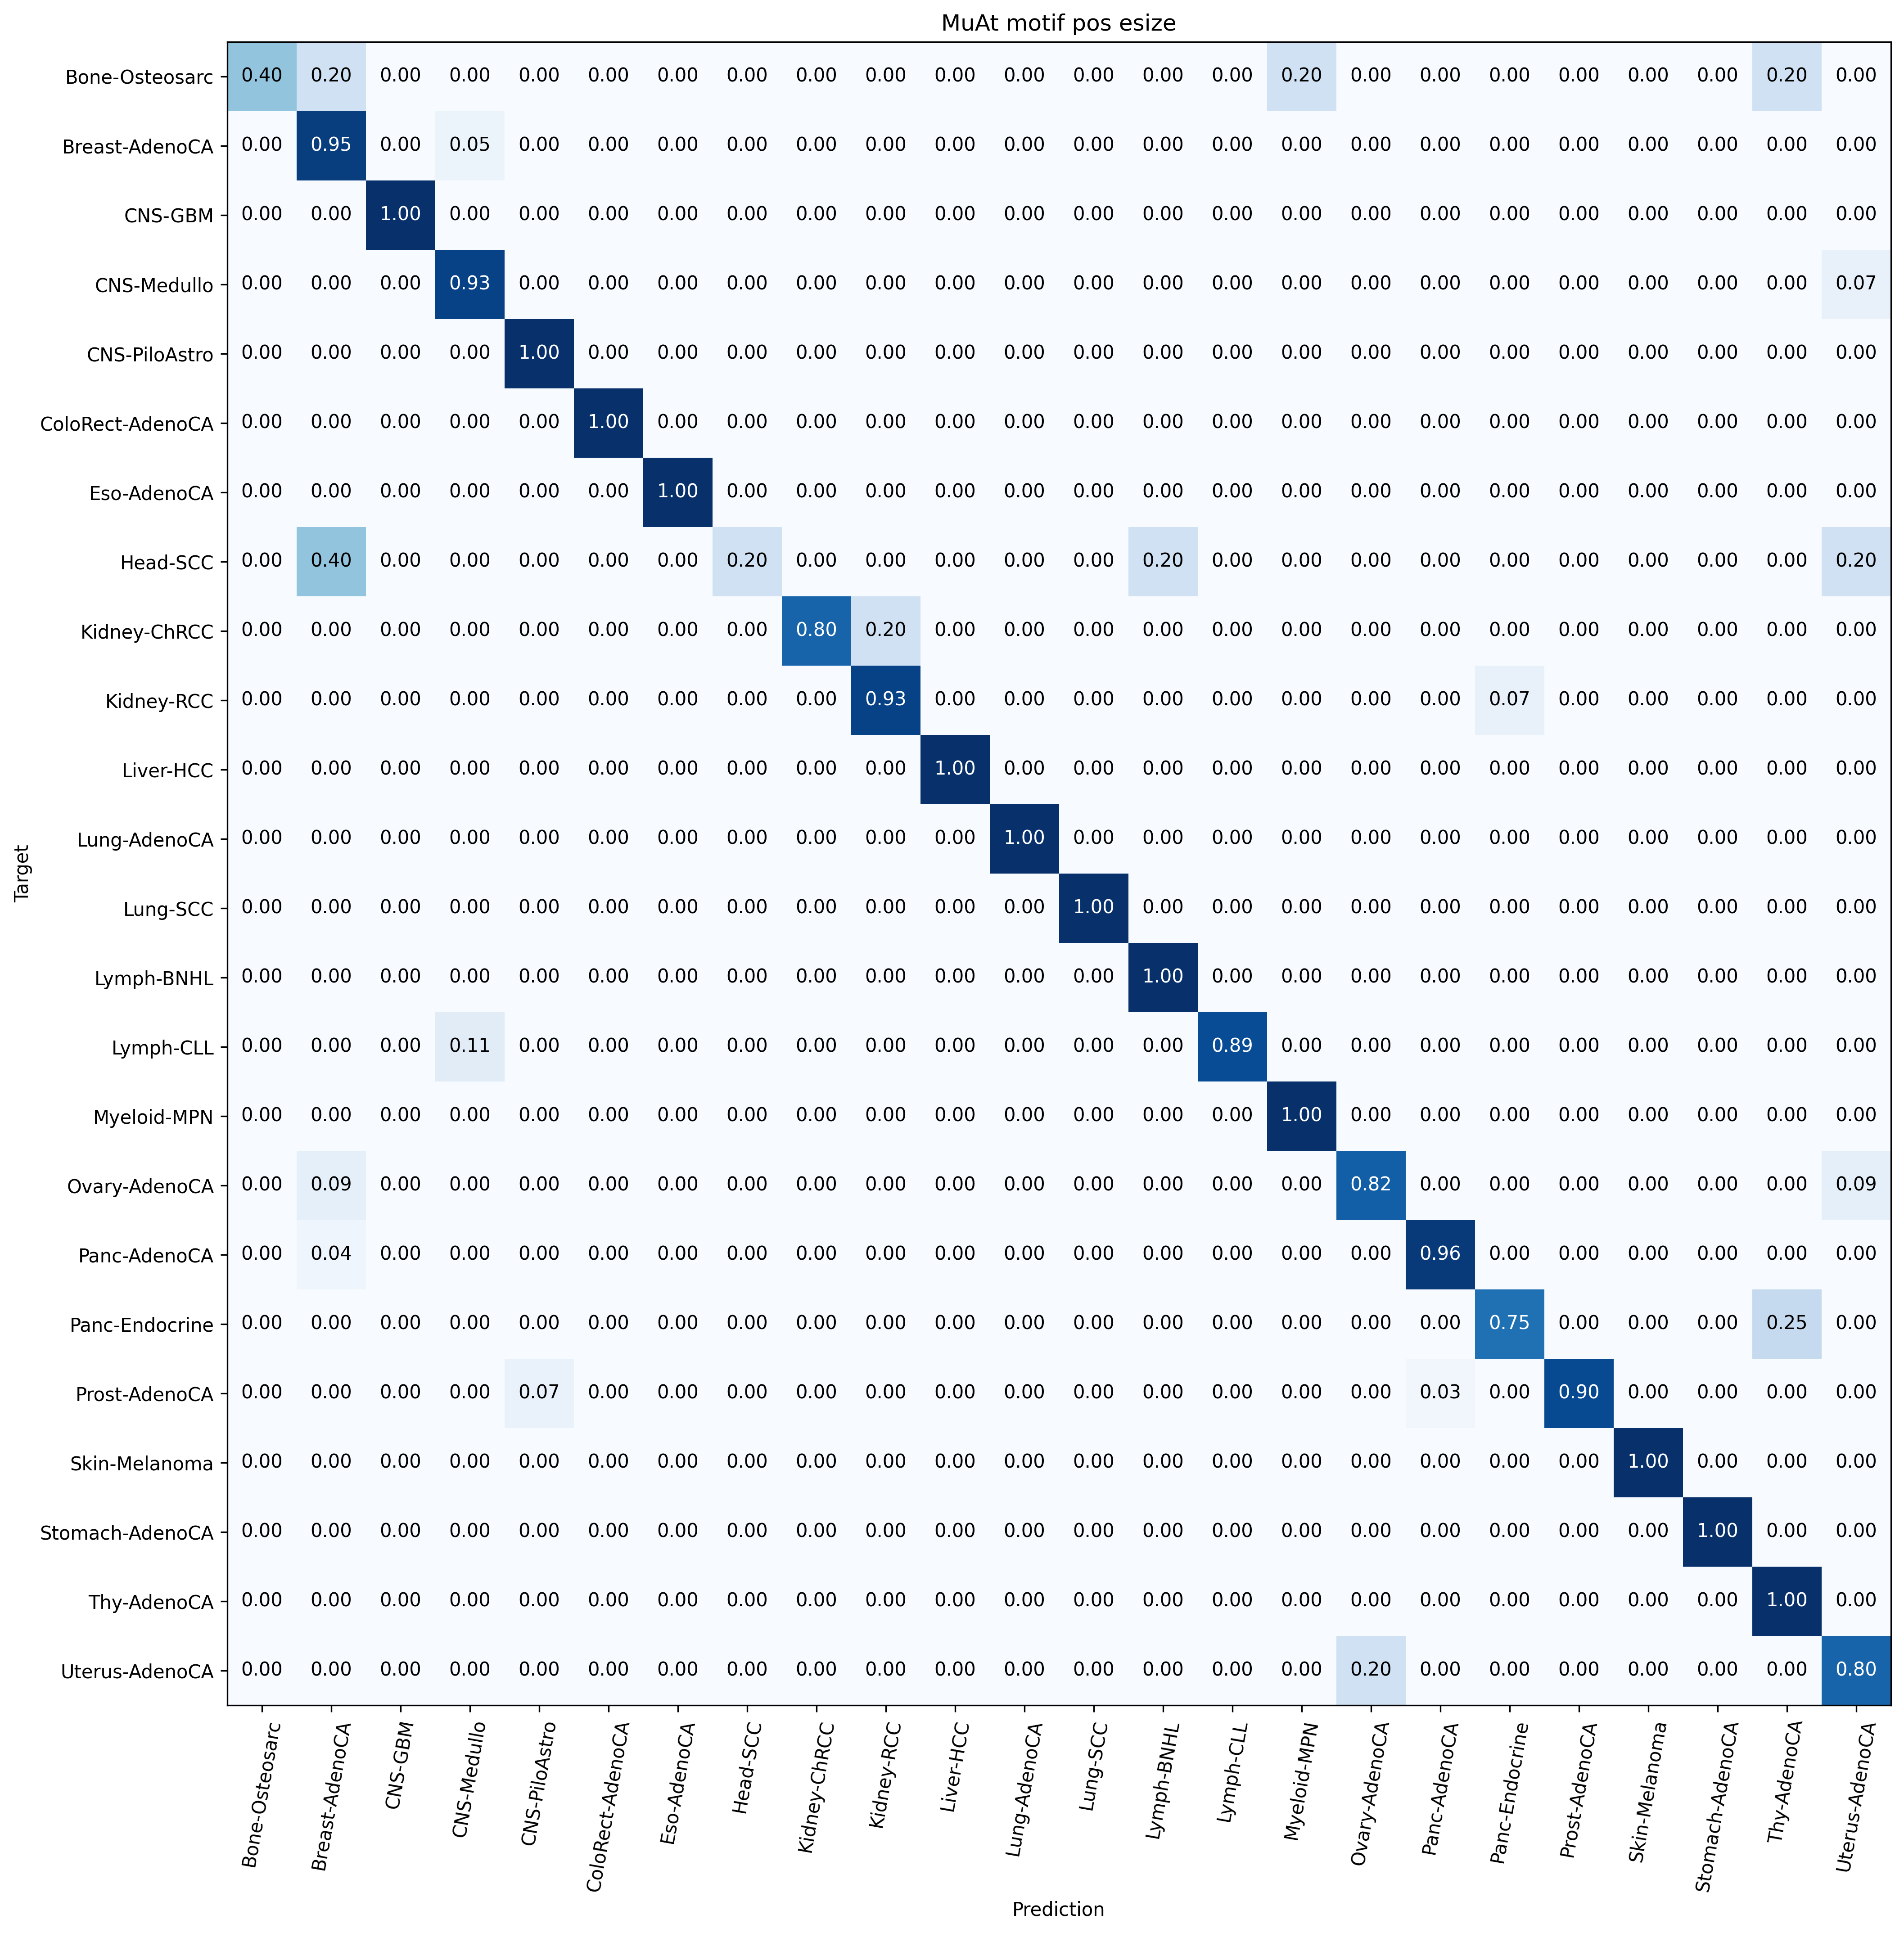 MuAt motif pos esize
Bone-Osteosarc 0.40 0.20 0.00 0.00 0.00 0.00 0.00 0.00 0.00 0.00 0.00 0.00 0.00 0.00 0.00 0.20 0.00 0.00 0.00 0.00 0.00 0.00 0.20 0.00
Breast-AdenoCA 0.00 0.95 0.00 0.05 0.00 0.00 0.00 0.00 0.00 0.00 0.00 0.00 0.00 0.00 0.00 0.00 0.00 0.00 0.00 0.00 0.00 0.00 0.00 0.00
CNS-GBM 0.00 0.00 1.00 0.00 0.00 0.00 0.00 0.00 0.00 0.00 0.00 0.00 0.00 0.00 0.00 0.00 0.00 0.00 0.00 0.00 0.00 0.00 0.00 0.00
CNS-Medullo 0.00 0.00 0.00 0.93 0.00 0.00 0.00 0.00 0.00 0.00 0.00 0.00 0.00 0.00 0.00 0.00 0.00 0.00 0.00 0.00 0.00 0.00 0.00 0.07
CNS-PiloAstro 0.00 0.00 0.00 0.00 1.00 0.00 0.00 0.00 0.00 0.00 0.00 0.00 0.00 0.00 0.00 0.00 0.00 0.00 0.00 0.00 0.00 0.00 0.00 0.00
ColoRect-AdenoCA 0.00 0.00 0.00 0.00 0.00 1.00 0.00 0.00 0.00 0.00 0.00 0.00 0.00 0.00 0.00 0.00 0.00 0.00 0.00 0.00 0.00 0.00 0.00 0.00
Eso-AdenoCA 0.00 0.00 0.00 0.00 0.00 0.00 1.00 0.00 0.00 0.00 0.00 0.00 0.00 0.00 0.00 0.00 0.00 0.00 0.00 0.00 0.00 0.00 0.00 0.00
Head-SCC 0.00 0.40 0.00 0.00 0.00 0.00 0.00 0.20 0.00 0.00 0.00 0.00 0.00 0.20 0.00 0.00 0.00 0.00 0.00 0.00 0.00 0.00 0.00 0.20
Kidney-ChRCC 0.00 0.00 0.00 0.00 0.00 0.00 0.00 0.00 0.80 0.20 0.00 0.00 0.00 0.00 0.00 0.00 0.00 0.00 0.00 0.00 0.00 0.00 0.00 0.00
Kidney-RCC 0.00 0.00 0.00 0.00 0.00 0.00 0.00 0.00 0.00 0.93 0.00 0.00 0.00 0.00 0.00 0.00 0.00 0.00 0.07 0.00 0.00 0.00 0.00 0.00
Liver-HCC 0.00 0.00 0.00 0.00 0.00 0.00 0.00 0.00 0.00 0.00 1.00 0.00 0.00 0.00 0.00 0.00 0.00 0.00 0.00 0.00 0.00 0.00 0.00 0.00
Lung-AdenoCA 0.00 0.00 0.00 0.00 0.00 0.00 0.00 0.00 0.00 0.00 0.00 1.00 0.00 0.00 0.00 0.00 0.00 0.00 0.00 0.00 0.00 0.00 0.00 0.00
Target
Lung-SCC 0.00 0.00 0.00 0.00 0.00 0.00 0.00 0.00 0.00 0.00 0.00 0.00 1.00 0.00 0.00 0.00 0.00 0.00 0.00 0.00 0.00 0.00 0.00 0.00
Lymph-BNHL 0.00 0.00 0.00 0.00 0.00 0.00 0.00 0.00 0.00 0.00 0.00 0.00 0.00 1.00 0.00 0.00 0.00 0.00 0.00 0.00 0.00 0.00 0.00 0.00
Lymph-CLL 0.00 0.00 0.00 0.11 0.00 0.00 0.00 0.00 0.00 0.00 0.00 0.00 0.00 0.00 0.89 0.00 0.00 0.00 0.00 0.00 0.00 0.00 0.00 0.00
Myeloid-MPN 0.00 0.00 0.00 0.00 0.00 0.00 0.00 0.00 0.00 0.00 0.00 0.00 0.00 0.00 0.00 1.00 0.00 0.00 0.00 0.00 0.00 0.00 0.00 0.00
Ovary-AdenoCA 0.00 0.09 0.00 0.00 0.00 0.00 0.00 0.00 0.00 0.00 0.00 0.00 0.00 0.00 0.00 0.00 0.82 0.00 0.00 0.00 0.00 0.00 0.00 0.09
Panc-AdenoCA 0.00 0.04 0.00 0.00 0.00 0.00 0.00 0.00 0.00 0.00 0.00 0.00 0.00 0.00 0.00 0.00 0.00 0.96 0.00 0.00 0.00 0.00 0.00 0.00
Panc-Endocrine 0.00 0.00 0.00 0.00 0.00 0.00 0.00 0.00 0.00 0.00 0.00 0.00 0.00 0.00 0.00 0.00 0.00 0.00 0.75 0.00 0.00 0.00 0.25 0.00
Prost-AdenoCA 0.00 0.00 0.00 0.00 0.07 0.00 0.00 0.00 0.00 0.00 0.00 0.00 0.00 0.00 0.00 0.00 0.00 0.03 0.00 0.90 0.00 0.00 0.00 0.00
Skin-Melanoma 0.00 0.00 0.00 0.00 0.00 0.00 0.00 0.00 0.00 0.00 0.00 0.00 0.00 0.00 0.00 0.00 0.00 0.00 0.00 0.00 1.00 0.00 0.00 0.00
Stomach-AdenoCA 0.00 0.00 0.00 0.00 0.00 0.00 0.00 0.00 0.00 0.00 0.00 0.00 0.00 0.00 0.00 0.00 0.00 0.00 0.00 0.00 0.00 1.00 0.00 0.00
Thy-AdenoCA 0.00 0.00 0.00 0.00 0.00 0.00 0.00 0.00 0.00 0.00 0.00 0.00 0.00 0.00 0.00 0.00 0.00 0.00 0.00 0.00 0.00 0.00 1.00 0.00
Uterus-AdenoCA 0.00 0.00 0.00 0.00 0.00 0.00 0.00 0.00 0.00 0.00 0.00 0.00 0.00 0.00 0.00 0.00 0.20 0.00 0.00 0.00 0.00 0.00 0.00 0.80
Bone-Osteosarc
Breast-AdenoCA
CNS-GBM
CNS-Medullo
CNS-PiloAstro
ColoRect-AdenoCA
Eso-AdenoCA
Head-SCC
Kidney-ChRCC
Kidney-RCC
Liver-HCC
Lung-AdenoCA
Lung-SCC
Lymph-BNHL
Lymph-CLL
Myeloid-MPN
Ovary-AdenoCA
Panc-AdenoCA
Panc-Endocrine
Prost-AdenoCA
Skin-Melanoma
Stomach-AdenoCA
Thy-AdenoCA
Uterus-AdenoCA
Prediction